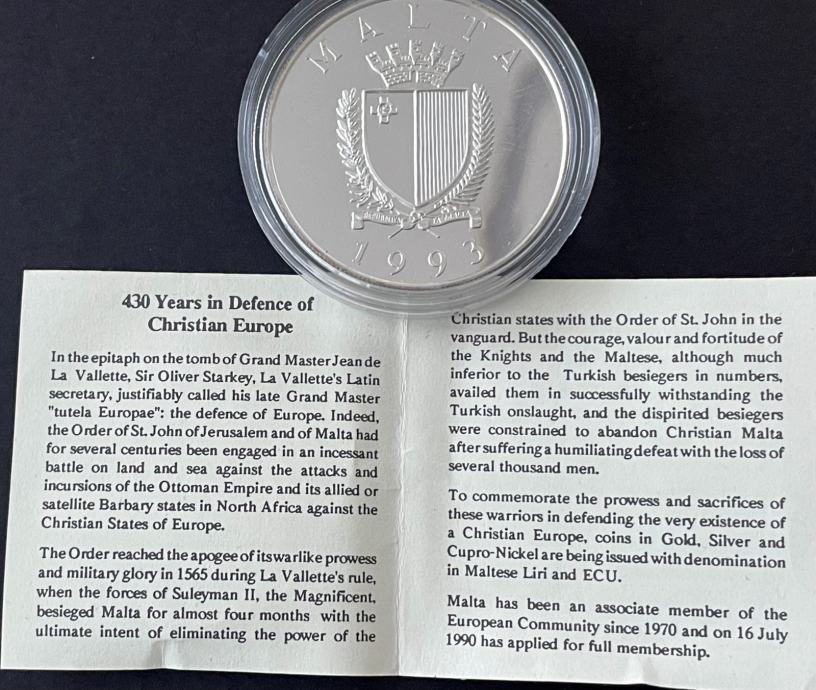 MALTA
REPUBBLIKA TA' MALTA
1993
430 Years in Defence of
Christian Europe
In the epitaph on the tomb of Grand Master Jean de
La Vallette, Sir Oliver Starkey, La Vallette's Latin
secretary, justifiably called his late Grand Master
"tutela Europae": the defence of Europe. Indeed,
the Order of St. John of Jerusalem and of Malta had
for several centuries been engaged in an incessant
battle on land and sea against the attacks and
incursions of the Ottoman Empire and its allied or
satellite Barbary states in North Africa against the
Christian States of Europe.
The Order reached the apogee of its warlike prowess
and military glory in 1565 during La Vallette's rule,
when the forces of Suleyman II, the Magnificent,
besieged Malta for almost four months with the
ultimate intent of eliminating the power of the
Christian states with the Order of St. John in the
vanguard. But the courage, valour and fortitude of
the Knights and the Maltese, although much
inferior to the Turkish besiegers in numbers,
availed them in successfully withstanding the
Turkish onslaught, and the dispirited besiegers
were constrained to abandon Christian Malta
after suffering a humiliating defeat with the loss of
several thousand men.
To commemorate the prowess and sacrifices of
these warriors in defending the very existence of
a Christian Europe, coins in Gold, Silver and
Cupro-Nickel are being issued with denomination
in Maltese Liri and ECU.
Malta has been an associate member of the
European Community since 1970 and on 16 July
1990 has applied for full membership.